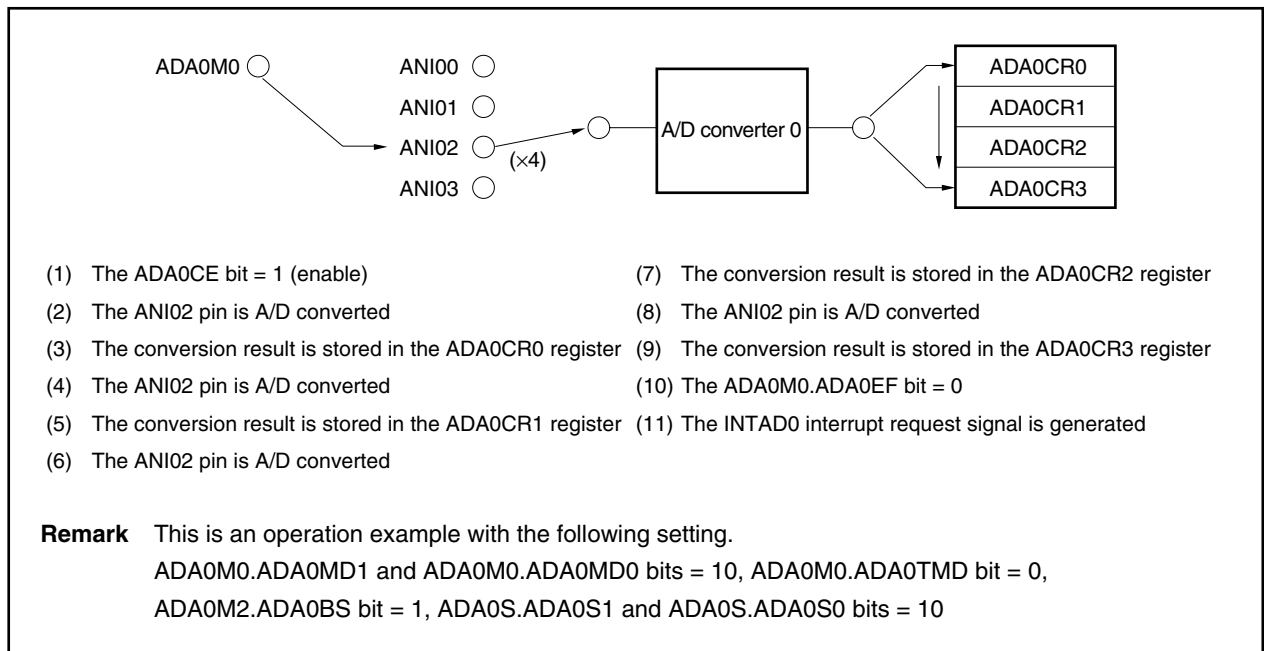 ADA0M0
ANI00
ANI01
ANI02
ANI03
(×4)
A/D converter 0
ADA0CR0
ADA0CR1
ADA0CR2
ADA0CR3
(1) The ADA0CE bit = 1 (enable)
(2) The ANI02 pin is A/D converted
(3) The conversion result is stored in the ADA0CR0 register
(4) The ANI02 pin is A/D converted
(5) The conversion result is stored in the ADA0CR1 register
(6) The ANI02 pin is A/D converted
(7) The conversion result is stored in the ADA0CR2 register
(8) The ANI02 pin is A/D converted
(9) The conversion result is stored in the ADA0CR3 register
(10) The ADA0M0.ADA0EF bit = 0
(11) The INTAD0 interrupt request signal is generated
Remark This is an operation example with the following setting.
ADA0M0.ADA0MD1 and ADA0M0.ADA0MD0 bits = 10, ADA0M0.ADA0TMD bit = 0,
ADA0M2.ADA0BS bit = 1, ADA0S.ADA0S1 and ADA0S.ADA0S0 bits = 10